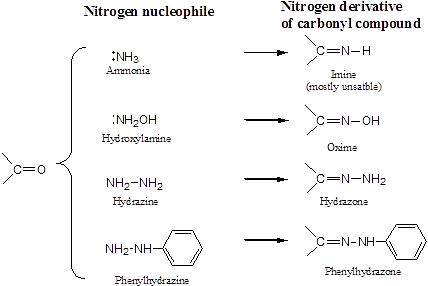 Nitrogen nucleophile
Nitrogen derivative
of carbonyl compound
:NH3
Ammonia
C=N-H
Imine
(mostly unsatble)
:NH2OH
Hydroxylamine
C=N-OH
Oxime
C=O
NH2-NH2
Hydrazine
C=N-NH2
Hydrazone
NH2-NH
Phenylhydrazine
C=N-NH
Phenylhydrazone